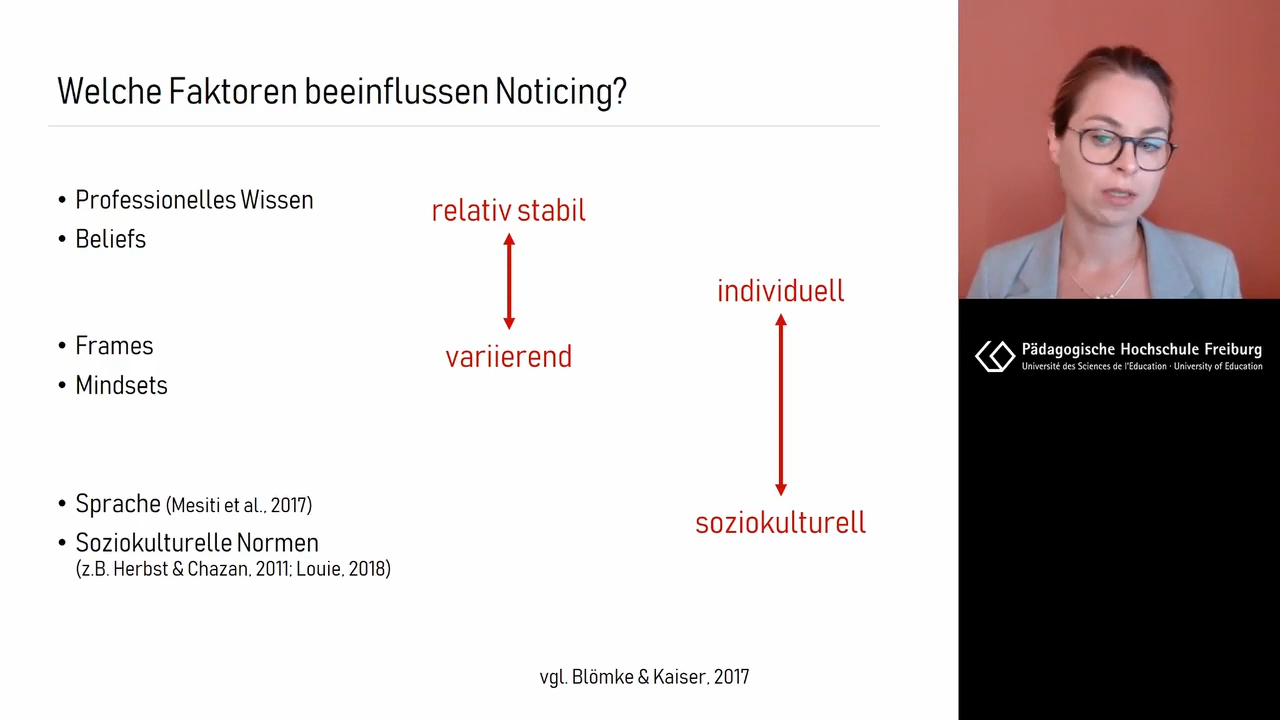 Welche Faktoren beeinflussen Noticing?
• Professionelles Wissen
• Beliefs
relativ stabil
variierend
• Frames
• Mindsets
individuell
soziokulturell
• Sprache (Mesiti et al., 2017)
• Soziokulturelle Normen
(z.B. Herbst & Chazan, 2011; Louie, 2018)
vgl. Blömke & Kaiser, 2017
Pädagogische Hochschule Freiburg
Université des Sciences de l'Education · University of Education